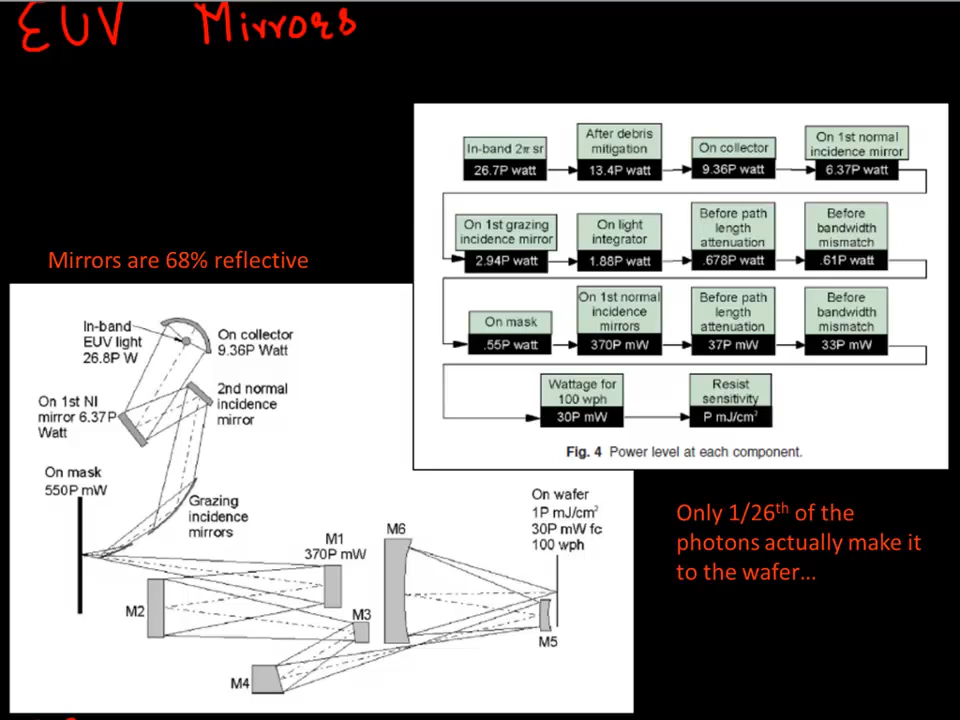 EUV Mirrors
In-band 2π sr
26.7P watt
After debris
mitigation
13.4P watt
On collector
9.36P watt
On 1st normal
incidence mirror
6.37P watt
On 1st grazing
incidence mirror
2.94P watt
On light
integrator
1.88P watt
Before path
length
attenuation
.678P watt
Before
bandwidth
mismatch
.61P watt
On mask
.55P watt
On 1st normal
incidence
mirrors
370P mW
Before path
length
attenuation
37P mW
Before
bandwidth
mismatch
33P mW
Wattage for
100 wph
30P mW
Resist
sensitivity
P mJ/cm²
Fig. 4 Power level at each component.
Mirrors are 68% reflective
In-band
EUV light
26.8P W
On collector
9.36P Watt
On 1st NI
mirror 6.37P
Watt
2nd normal
incidence
mirror
On mask
550P mW
Grazing
incidence
mirrors
M1
370P mW
M2
M3
M4
M6
On wafer
1P mJ/cm²
30P mW fc
100 wph
M5
Only 1/26th of the
photons actually make it
to the wafer...